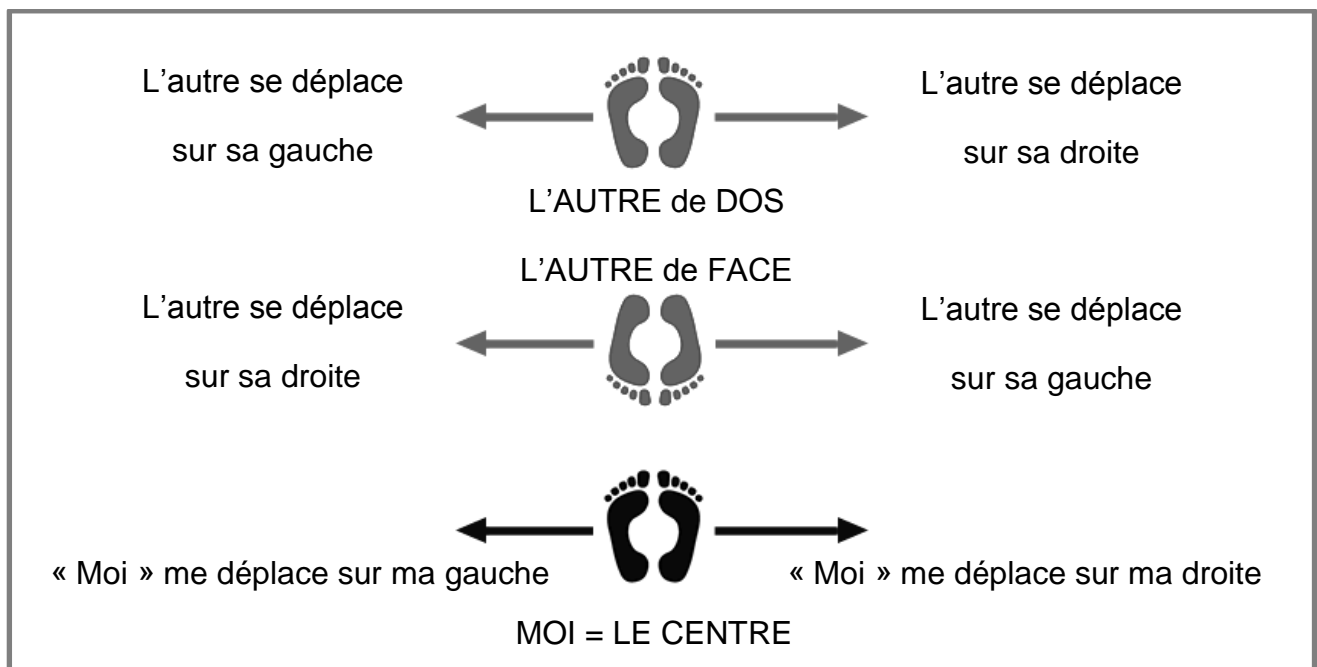 L'autre se déplace
sur sa gauche
L'autre se déplace
sur sa droite
L'AUTRE de DOS
L'AUTRE de FACE
L'autre se déplace
sur sa droite
L'autre se déplace
sur sa gauche
« Moi » me déplace sur ma gauche
« Moi » me déplace sur ma droite
MOI = LE CENTRE